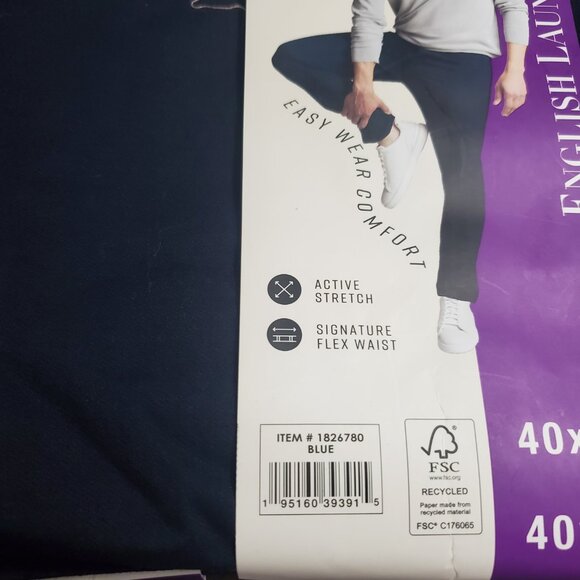 ENGLISH LAUN
EASY WEAR COMFORT
ACTIVE
STRETCH
SIGNATURE
FLEX WAIST
ITEM # 1826780
BLUE
1 95160 39391 5
FSC
www.fsc.org
RECYCLED
Paper made from
recycled material
FSC® C176065
40x
40